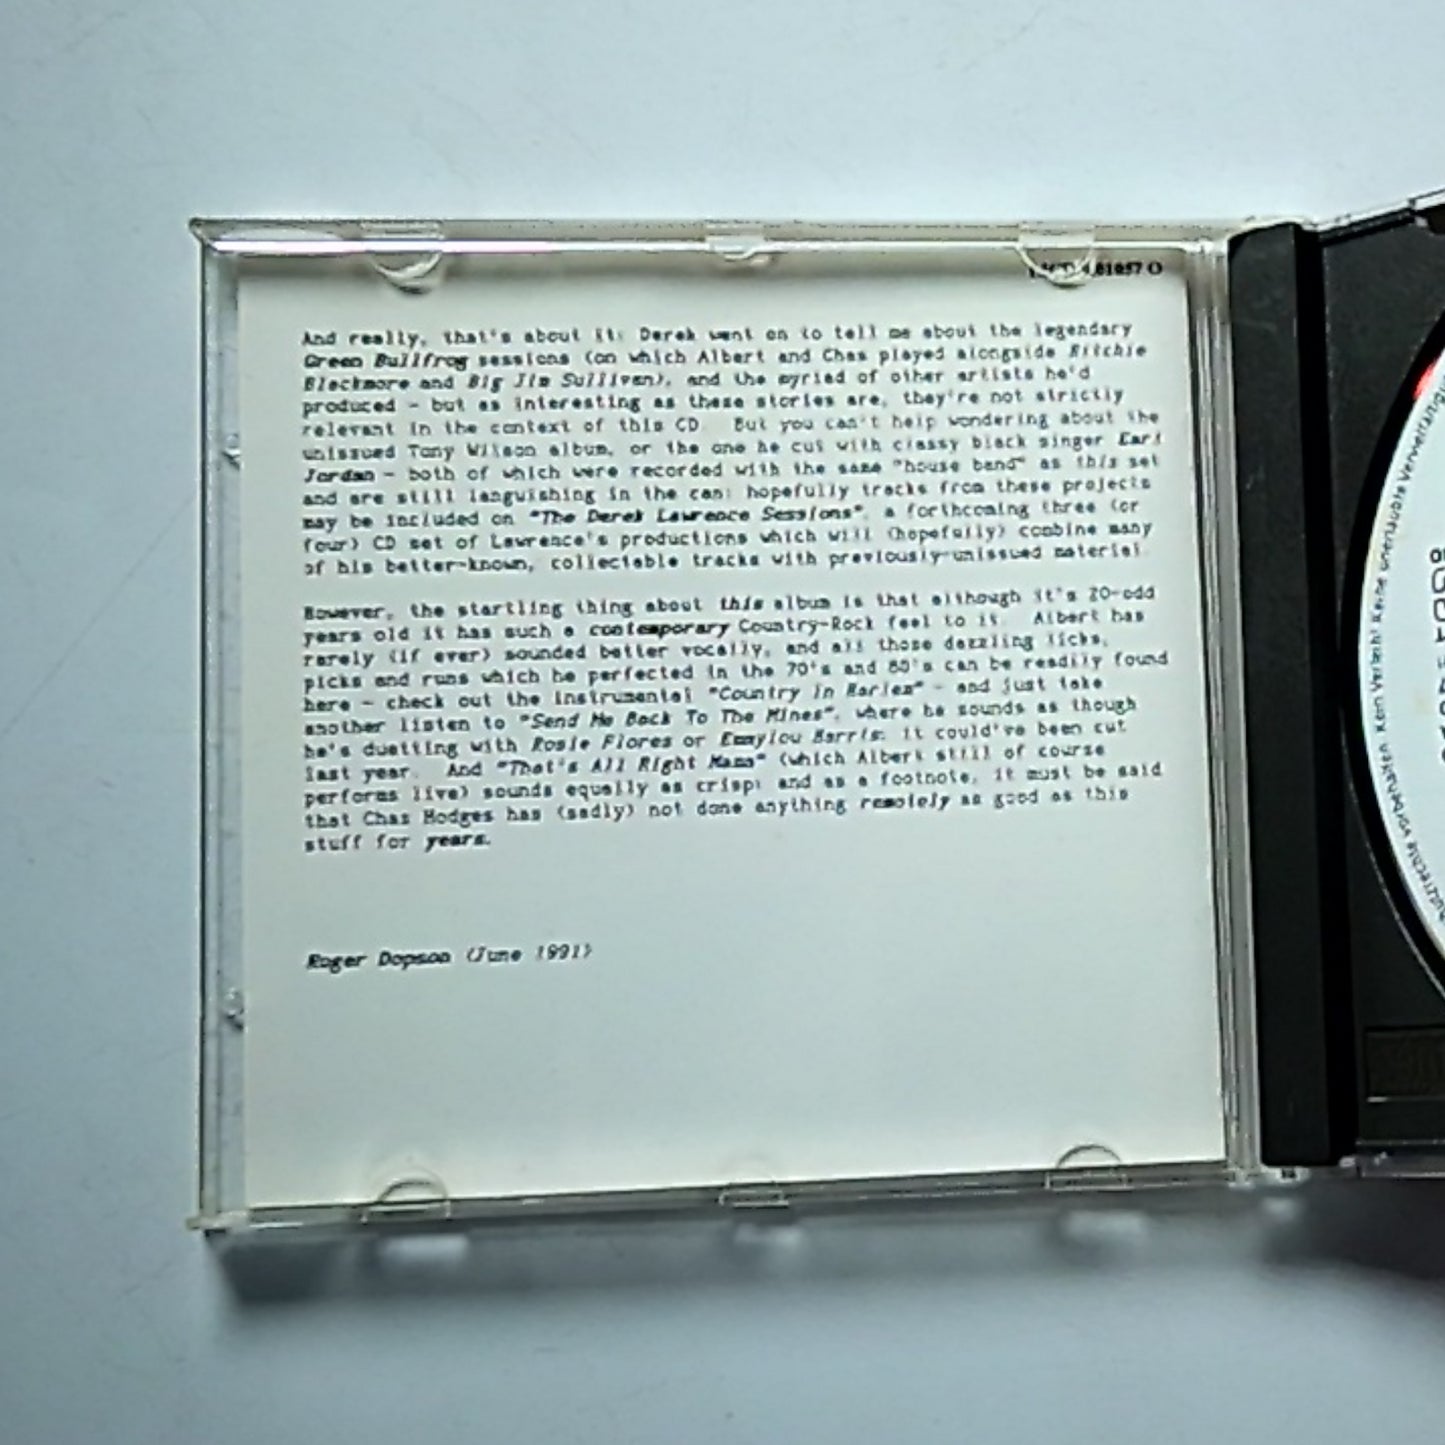 01057 O
And really, that's about it: Derek went on to tell me about the legendary
Green Bullfrog sessions (on which Albert and Chas played alongside Ritchie
Blackmore and Big Jim Sullivan), and the myriad of other artists he'd
produced - but as interesting as these stories are, they're not strictly
relevant in the context of this CD. But you can't help wondering about the
unissued Tony Wilson album, or the one he cut with classy black singer Earl
Jordan - both of which were recorded with the same "house band" as this set
and are still languishing in the can: hopefully tracks from these projects
may be included on "The Derek Lawrence Sessions", a forthcoming three (or
four) CD set of Lawrence's productions which will (hopefully) combine many
of his better-known, collectable tracks with previously-unissued material.
However, the startling thing about this album is that although it's 20-odd
years old it has such a contemporary Country-Rock feel to it. Albert has
rarely (if ever) sounded better vocally, and all those dazzling licks,
picks and runs which he perfected in the 70's and 80's can be readily found
here - check out the instrumental "Country in Harlem" - and just take
another listen to "Send Me Back To The Mines", where he sounds as though
he's duetting with Rosie Flores or Emmylou Harris: it could've been cut
last year. And "That's All Right Mama" (which Albert still of course
performs live) sounds equally as crisp: and as a footnote, it must be said
that Chas Hodges has (sadly) not done anything remotely as good as this
stuff for years.
Roger Dopson (June 1991)
vorbehalten. Kein Verleih! Keine unerlaubte